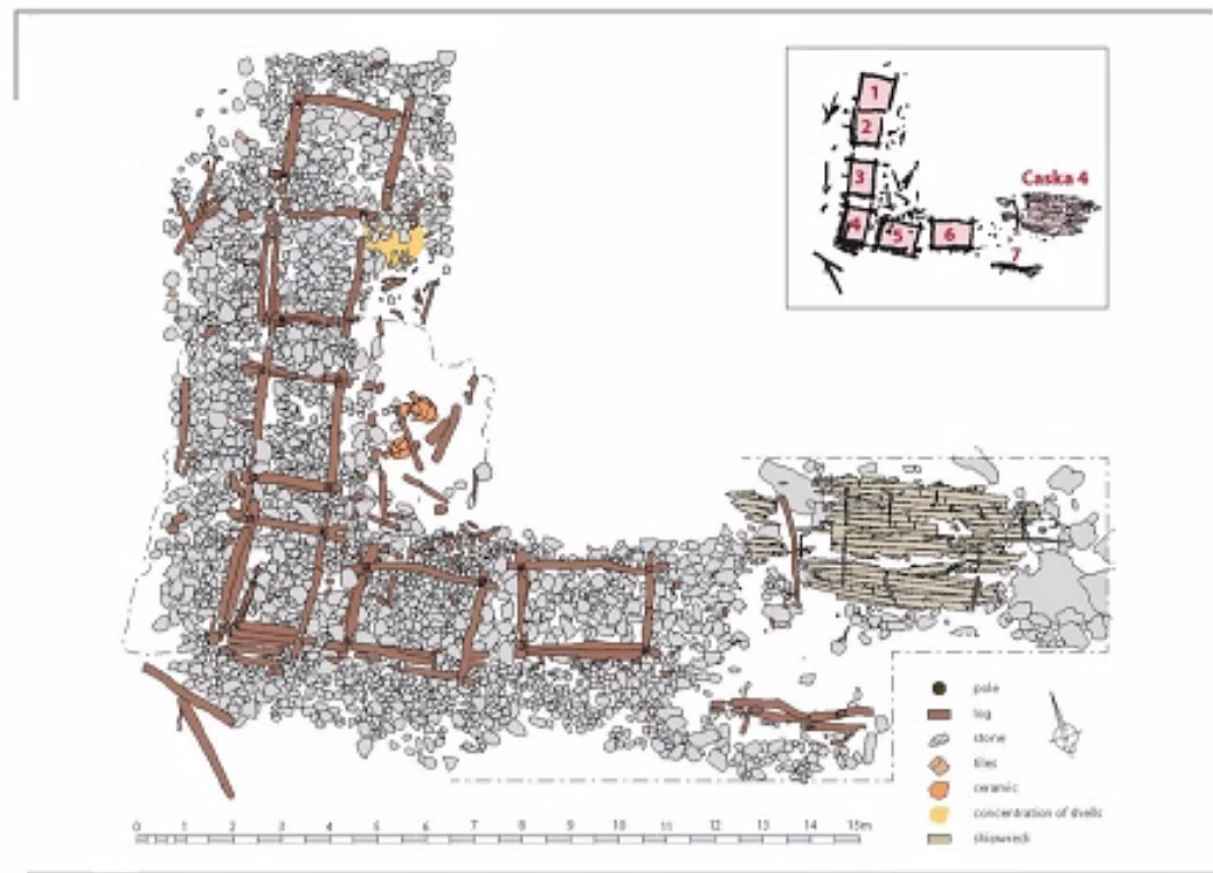 1
2
3
Caska 4
4
5
6
7
pole
log
stone
tiles
ceramic
concentration of shells
shipwreck
0 1 2 3 4 5 6 7 8 9 10 11 12 13 14 15m